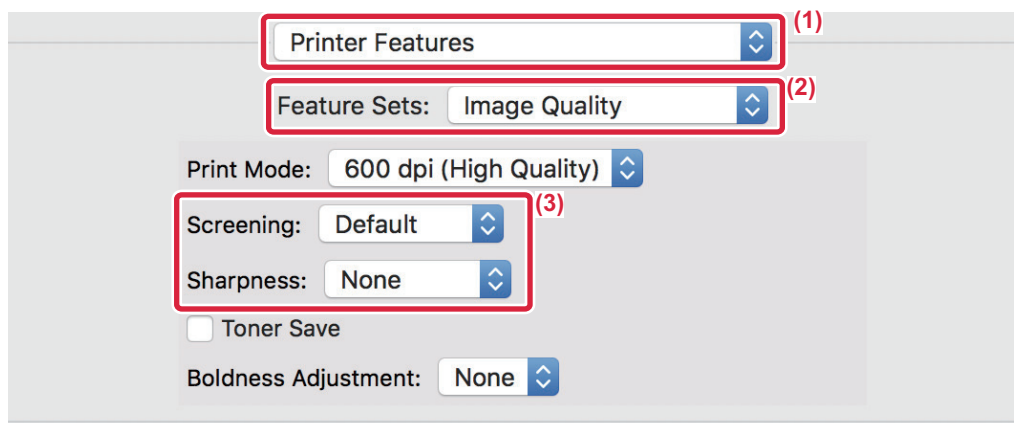 Printer Features (1)
Feature Sets: Image Quality (2)
Print Mode: 600 dpi (High Quality)
(3)
Screening: Default
Sharpness: None
Toner Save
Boldness Adjustment: None